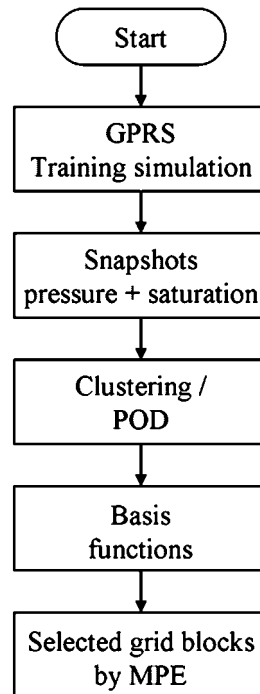 Start
GPRS
Training simulation
Snapshots
pressure + saturation
Clustering /
POD
Basis
functions
Selected grid blocks
by MPE